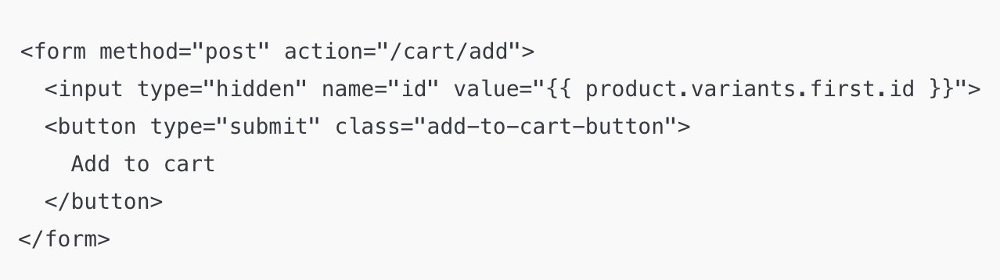 <form method="post" action="/cart/add">
  <input type="hidden" name="id" value="{{ product.variants.first.id }}">
  <button type="submit" class="add-to-cart-button">
    Add to cart
  </button>
</form>